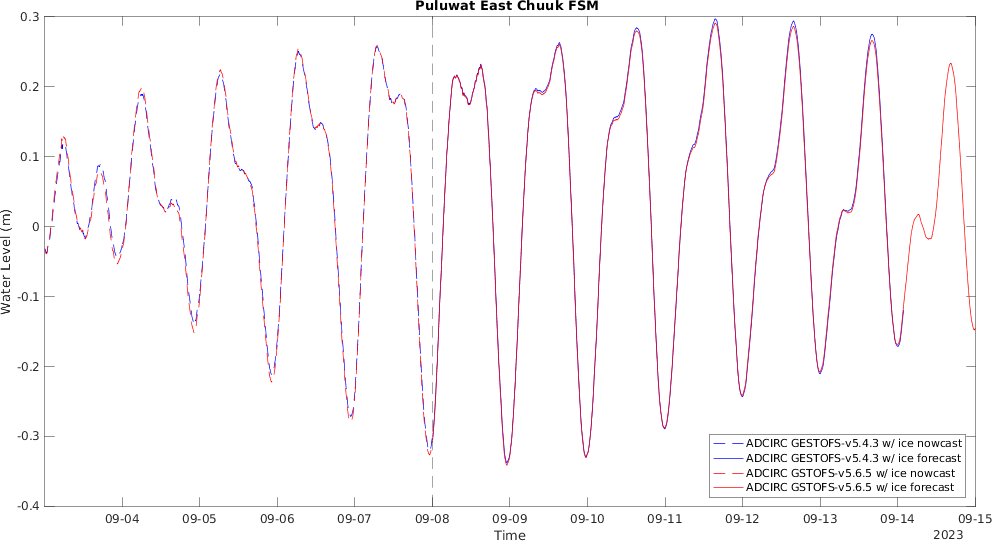 Puluwat East Chuuk FSM
0.3
0.2
0.1
0
-0.1
-0.2
-0.3
-0.4
Water Level (m)
ADCIRC GESTOFS-v5.4.3 w/ ice nowcast
ADCIRC GESTOFS-v5.4.3 w/ ice forecast
ADCIRC GSTOFS-v5.6.5 w/ ice nowcast
ADCIRC GSTOFS-v5.6.5 w/ ice forecast
09-04 09-05 09-06 09-07 09-08 09-09 09-10 09-11 09-12 09-13 09-14 09-15
Time
2023